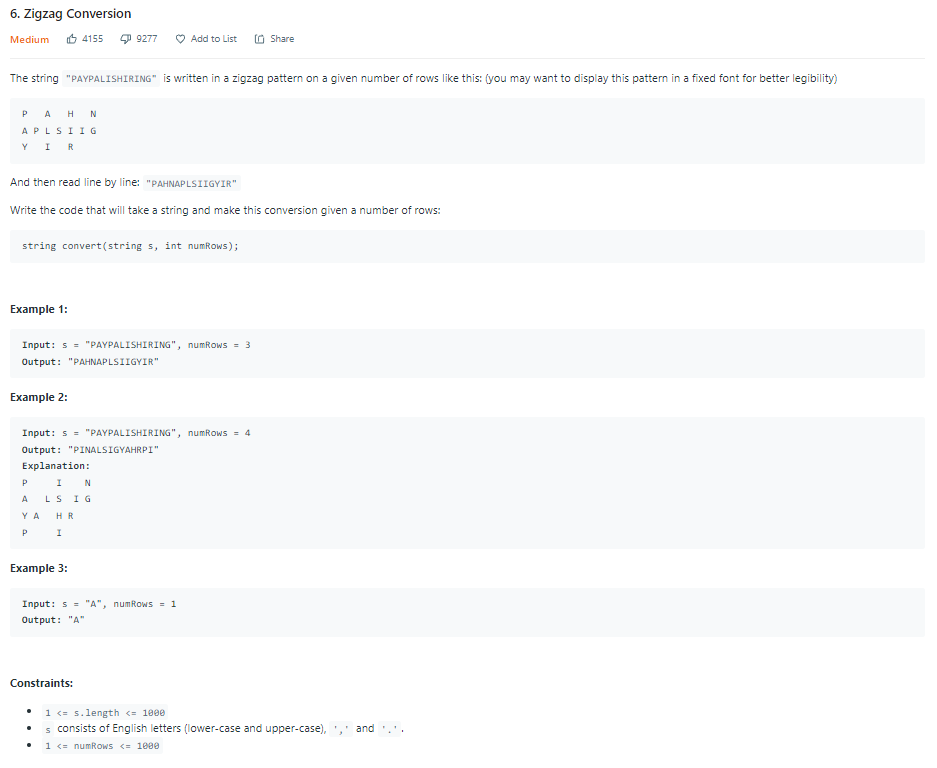 6. Zigzag Conversion
Medium 4155 9277 Add to List Share
The string "PAYPALISHIRING" is written in a zigzag pattern on a given number of rows like this: (you may want to display this pattern in a fixed font for better legibility)
P   A   H   N
A P L S I I G
Y   I   R
And then read line by line: "PAHNAPLSIIGYIR"
Write the code that will take a string and make this conversion given a number of rows:
string convert(string s, int numRows);
Example 1:
Input: s = "PAYPALISHIRING", numRows = 3
Output: "PAHNAPLSIIGYIR"
Example 2:
Input: s = "PAYPALISHIRING", numRows = 4
Output: "PINALSIGYAHRPI"
Explanation:
P     I    N
A   L S  I G
Y A   H R
P     I
Example 3:
Input: s = "A", numRows = 1
Output: "A"
Constraints:
• 1 <= s.length <= 1000
• s consists of English letters (lower-case and upper-case), ',' and '.'.
• 1 <= numRows <= 1000